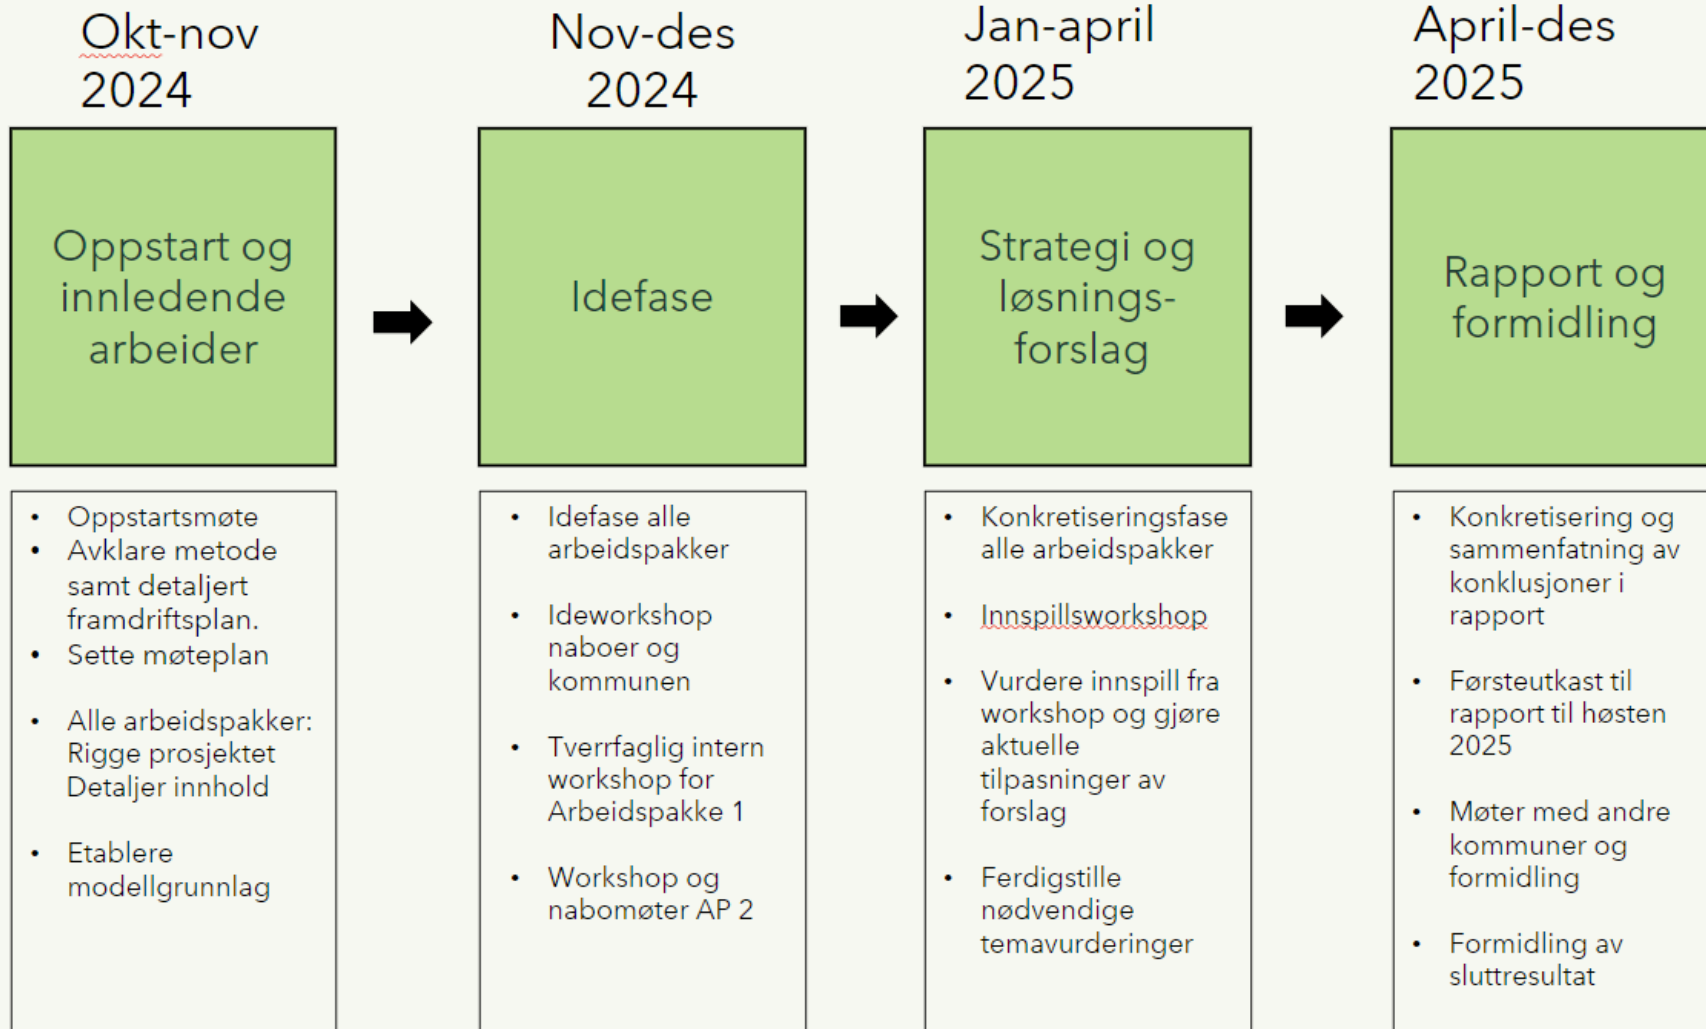 Okt-nov
2024
Nov-des
2024
Jan-april
2025
April-des
2025
Oppstart og
innledende
arbeider
Idefase
Strategi og
løsnings-
forslag
Rapport og
formidling
• Oppstartsmøte
• Avklare metode
samt detaljert
framdriftsplan.
• Sette møteplan
• Alle arbeidspakker:
Rigge prosjektet
Detaljer innhold
• Etablere
modellgrunnlag
• Idefase alle
arbeidspakker
• Ideworkshop
naboer og
kommunen
• Tverrfaglig intern
workshop for
Arbeidspakke 1
• Workshop og
nabomøter AP 2
• Konkretiseringsfase
alle arbeidspakker
• Innspillsworkshop
• Vurdere innspill fra
workshop og gjøre
aktuelle
tilpasninger av
forslag
• Ferdigstille
nødvendige
temavurderinger
• Konkretisering og
sammenfatning av
konklusjoner i
rapport
• Førsteutkast til
rapport til høsten
2025
• Møter med andre
kommuner og
formidling
• Formidling av
sluttresultat